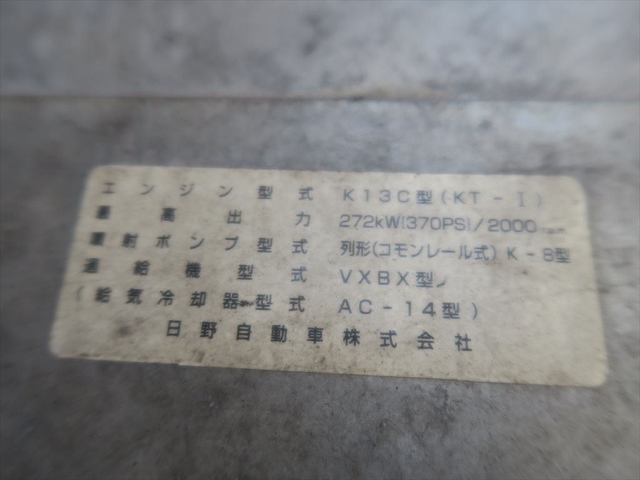 エンジン型式 K13C型(KT-I)
最高出力 272kW{370PS}/2000
噴射ポンプ型式 列形(コモンレール式) K-8型
過給機型式 VXBX型
(給気冷却器型式 AC-14型)
日野自動車株式会社